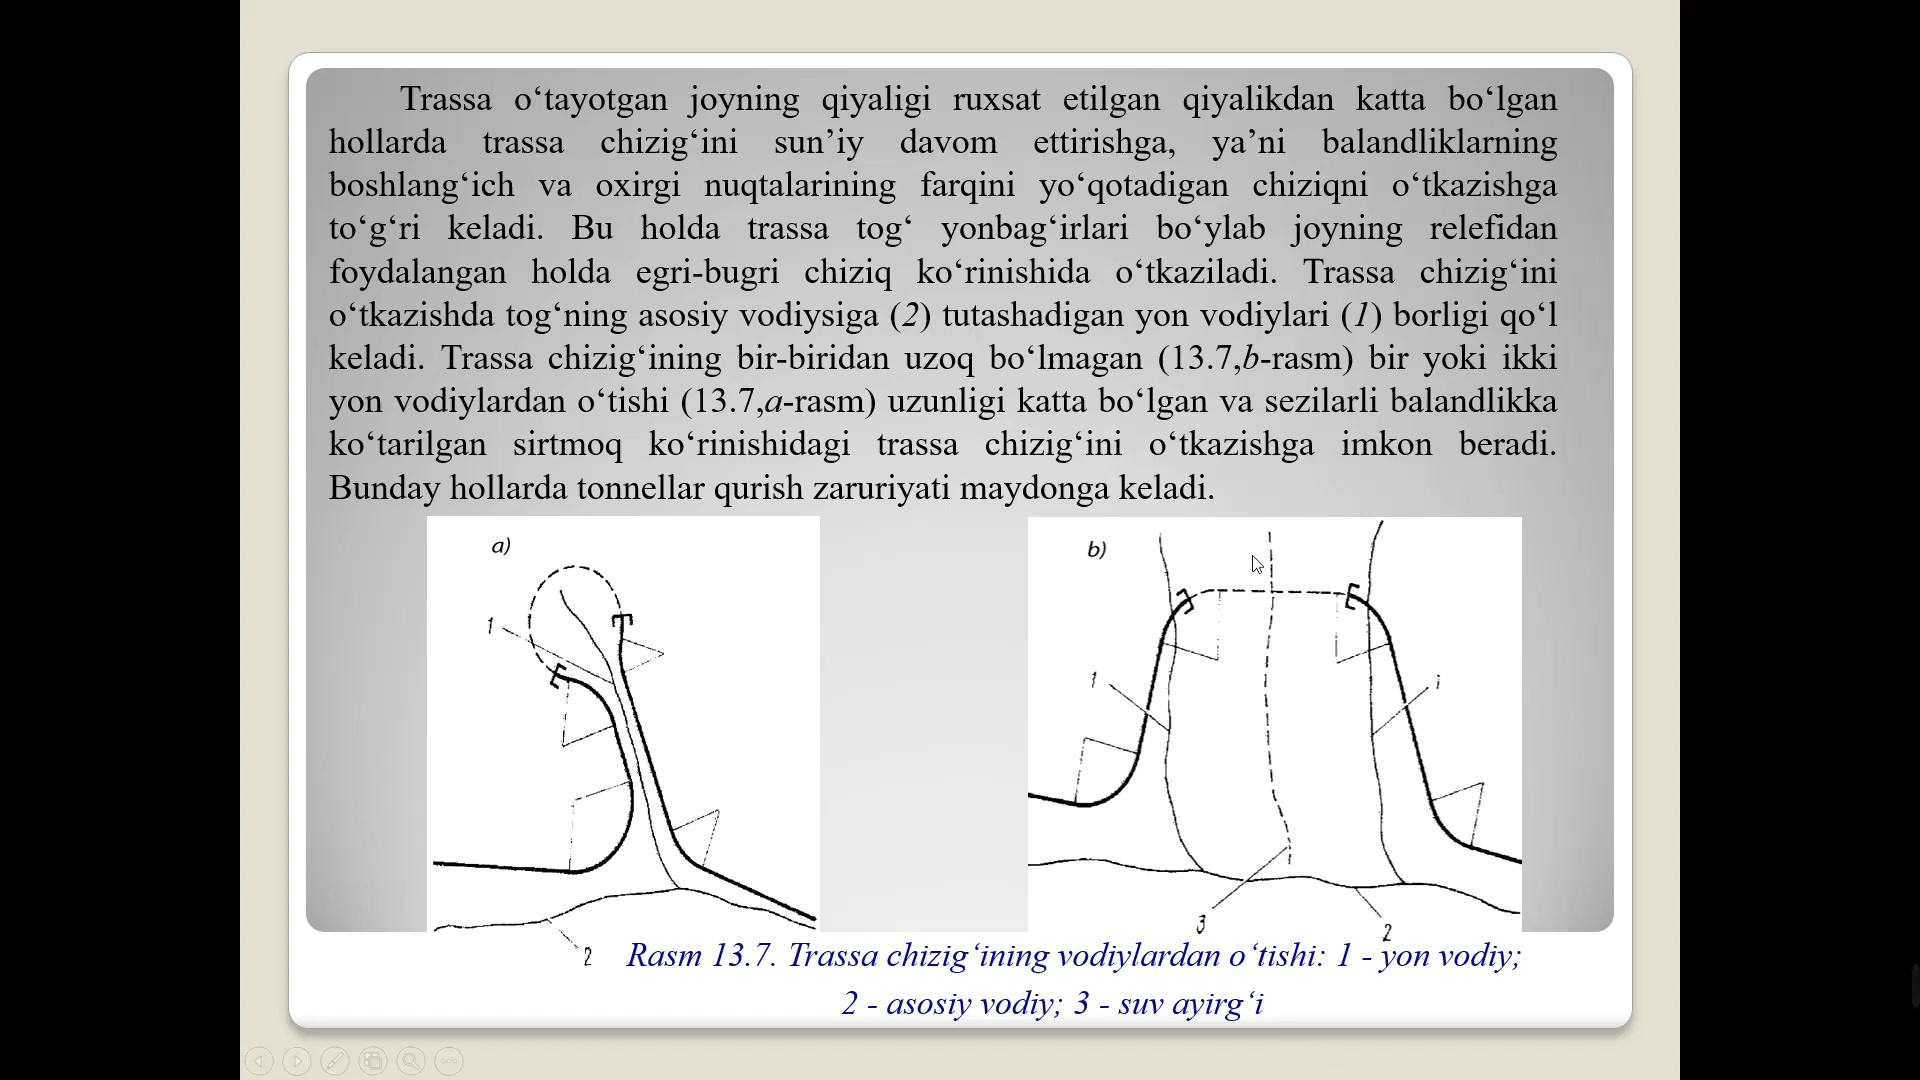 Trassa o‘tayotgan joyning qiyaligi ruxsat etilgan qiyalikdan katta bo‘lgan
hollarda trassa chizig‘ini sun’iy davom ettirishga, ya’ni balandliklarning
boshlang‘ich va oxirgi nuqtalarining farqini yo‘qotadigan chiziqni o‘tkazishga
to‘g‘ri keladi. Bu holda trassa tog‘ yonbag‘irlari bo‘ylab joyning relefidan
foydalangan holda egri-bugri chiziq ko‘rinishida o‘tkaziladi. Trassa chizig‘ini
o‘tkazishda tog‘ning asosiy vodiysiga (2) tutashadigan yon vodiylari (1) borligi qo‘l
keladi. Trassa chizig‘ining bir-biridan uzoq bo‘lmagan (13.7,b-rasm) bir yoki ikki
yon vodiylardan o‘tishi (13.7,a-rasm) uzunligi katta bo‘lgan va sezilarli balandlikka
ko‘tarilgan sirtmoq ko‘rinishidagi trassa chizig‘ini o‘tkazishga imkon beradi.
Bunday hollarda tonnellar qurish zaruriyati maydonga keladi.
a)
1
2
b)
1
1
3
2
Rasm 13.7. Trassa chizig‘ining vodiylardan o‘tishi: 1 - yon vodiy;
2 - asosiy vodiy; 3 - suv ayirg‘i